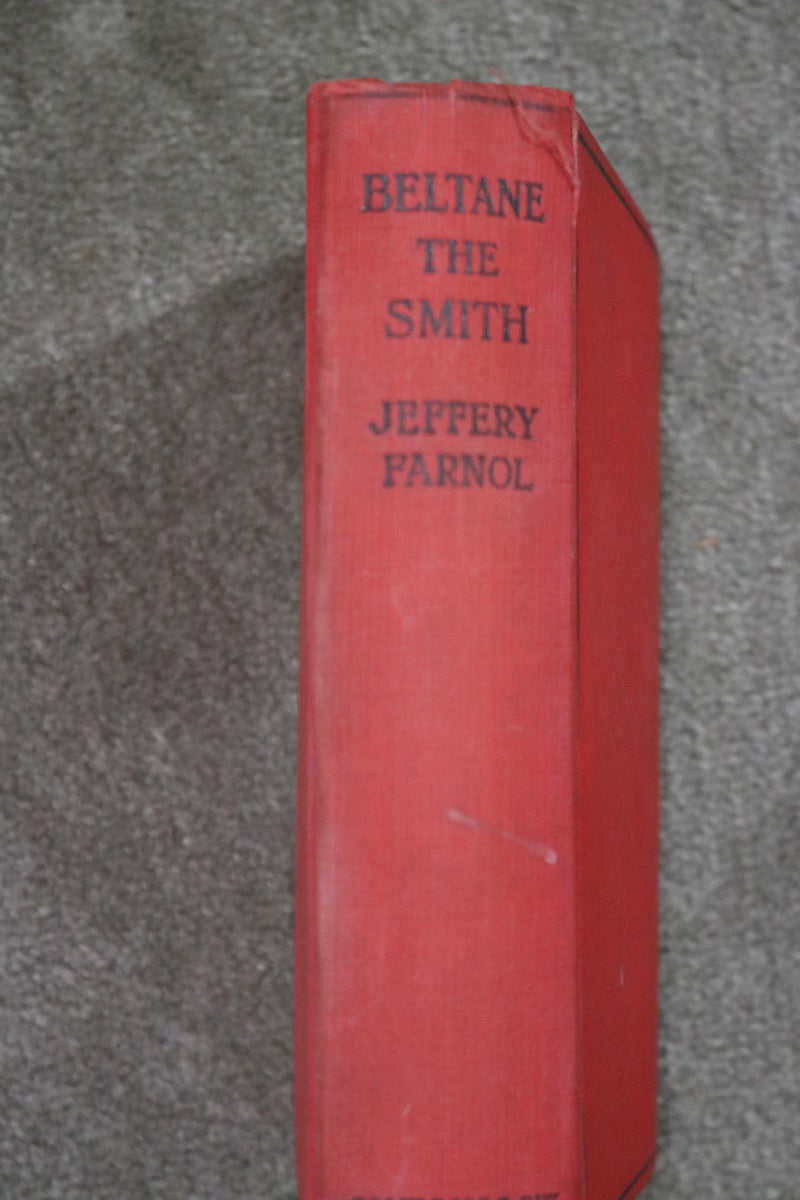 BELTANE
THE
SMITH
JEFFERY
FARNOL